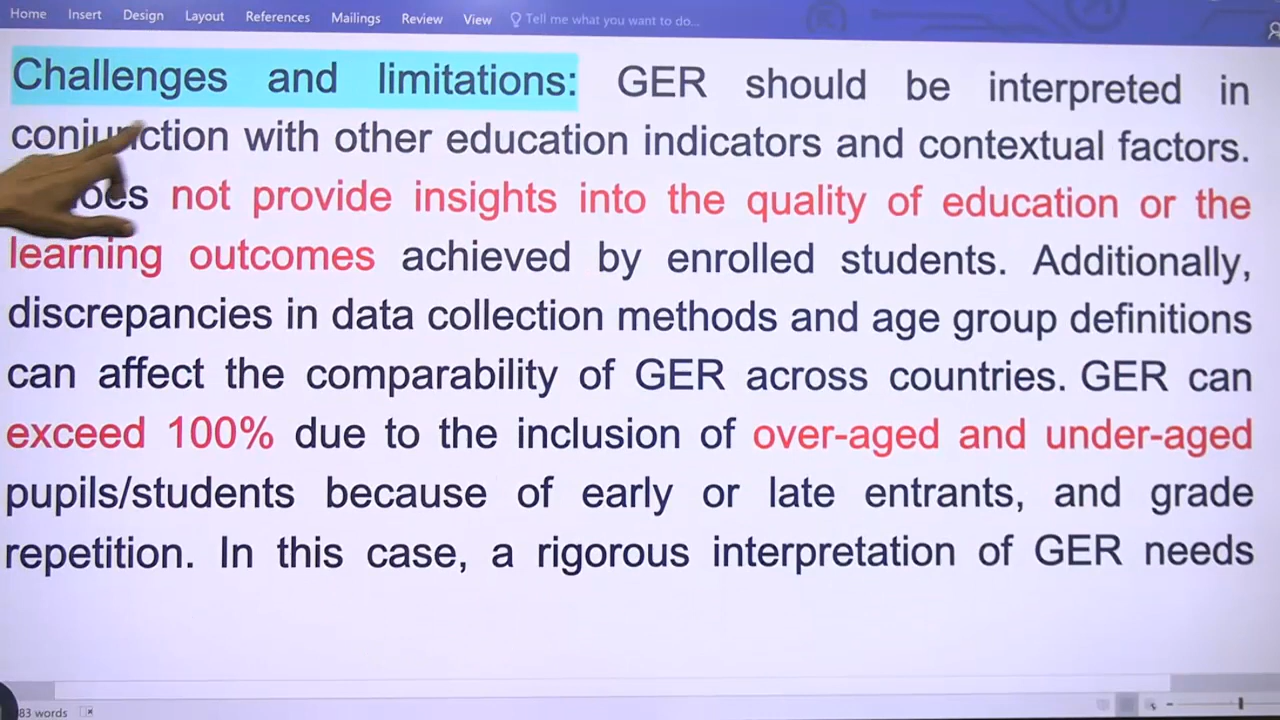 Home Insert Design Layout References Mailings Review View Tell me what you want to do...
Challenges and limitations: GER should be interpreted in
conjunction with other education indicators and contextual factors.
not provide insights into the quality of education or the
learning outcomes achieved by enrolled students. Additionally,
discrepancies in data collection methods and age group definitions
can affect the comparability of GER across countries. GER can
exceed 100% due to the inclusion of over-aged and under-aged
pupils/students because of early or late entrants, and grade
repetition. In this case, a rigorous interpretation of GER needs
83 words